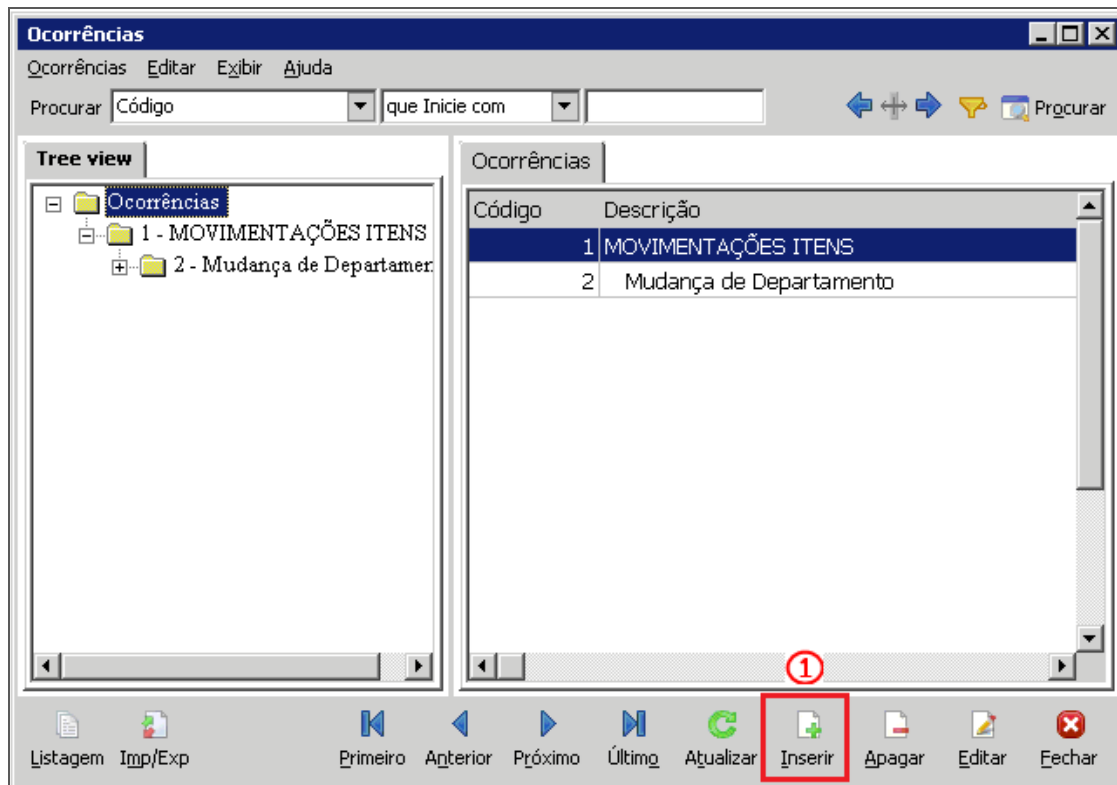 Ocorrências
Ocorrências Editar Exibir Ajuda
Procurar Código que Inicie com Procurar
Tree view
Ocorrências
1 - MOVIMENTAÇÕES ITENS
2 - Mudança de Departamen
Ocorrências
Código Descrição
1 MOVIMENTAÇÕES ITENS
2 Mudança de Departamento
1
Listagem Imp/Exp Primeiro Anterior Próximo Último Atualizar Inserir Apagar Editar Fechar